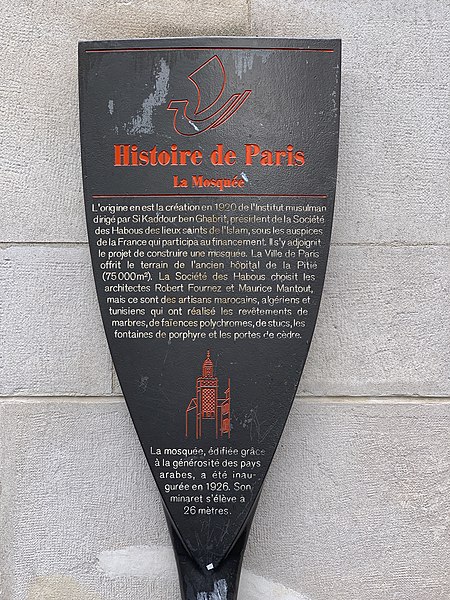 Histoire de Paris
La Mosquée
L'origine en est la création en 1920 de l'Institut musulman
dirigé par Si Kaddour ben Ghabrit, président de la Société
des Habous des lieux saints de l'Islam, sous les auspices
de la France qui participa au financement. Il s'y adjoignit
le projet de construire une mosquée. La Ville de Paris
offrit le terrain de l'ancien hôpital de la Pitié
(75 000m²). La Société des Habous choisit les
architectes Robert Fournez et Maurice Mantout,
mais ce sont des artisans marocains, algériens et
tunisiens qui ont réalisé les revêtements de
marbres, de faïences polychromes, de stucs, les
fontaines de porphyre et les portes de cèdre.
La mosquée, édifiée grâce
à la générosité des pays
arabes, a été inau-
gurée en 1926. Son
minaret s'élève à
26 mètres.